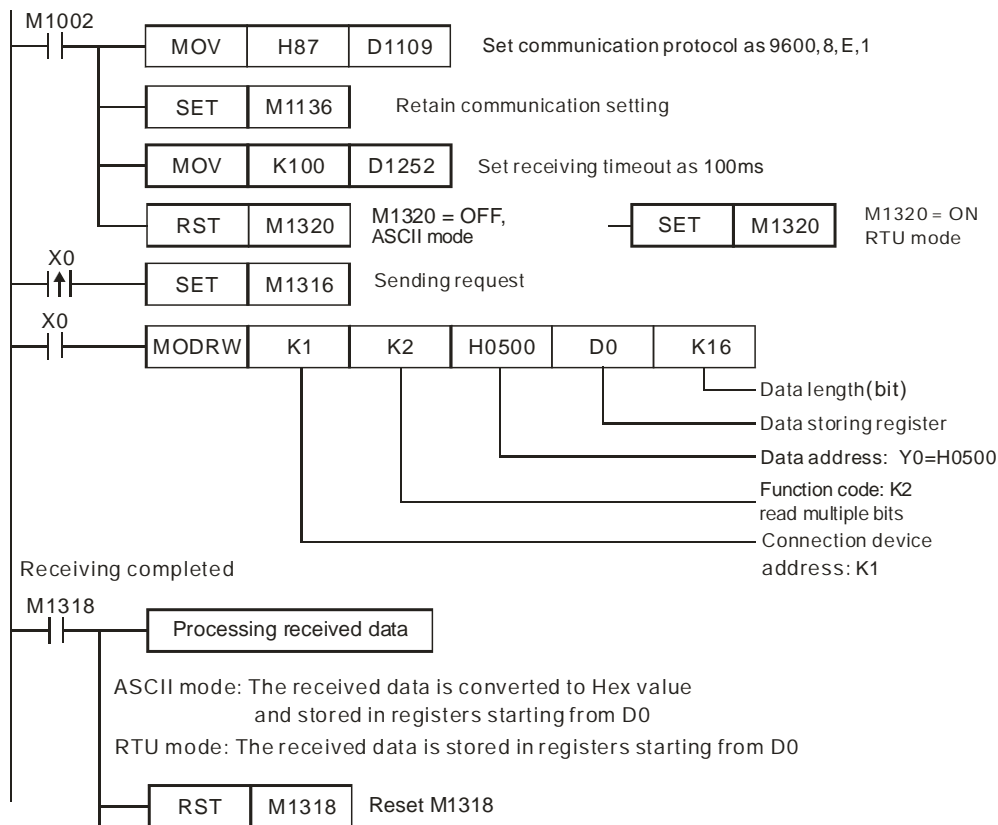 M1002
MOV H87 D1109 Set communication protocol as 9600,8,E,1
SET M1136 Retain communication setting
MOV K100 D1252 Set receiving timeout as 100ms
RST M1320 M1320 = OFF, ASCII mode
SET M1320 M1320 = ON RTU mode
X0
SET M1316 Sending request
X0
MODRW K1 K2 H0500 D0 K16
Data length(bit)
Data storing register
Data address: Y0=H0500
Function code: K2
read multiple bits
Connection device
address: K1
Receiving completed
M1318
Processing received data
ASCII mode: The received data is converted to Hex value
and stored in registers starting from D0
RTU mode: The received data is stored in registers starting from D0
RST M1318 Reset M1318